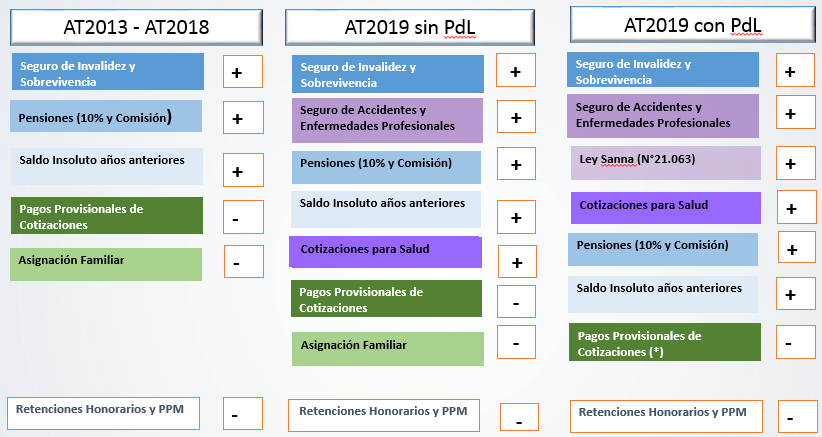 AT2013 - AT2018
Seguro de Invalidez y
Sobrevivencia
+
Pensiones (10% y Comisión)
+
Saldo Insoluto años anteriores
+
Pagos Provisionales de
Cotizaciones
-
Asignación Familiar
-
Retenciones Honorarios y PPM
-
AT2019 sin PdL
Seguro de Invalidez y
Sobrevivencia
+
Seguro de Accidentes y
Enfermedades Profesionales
+
Pensiones (10% y Comisión)
+
Saldo Insoluto años anteriores
+
Cotizaciones para Salud
+
Pagos Provisionales de
Cotizaciones
-
Asignación Familiar
-
Retenciones Honorarios y PPM
-
AT2019 con PdL
Seguro de Invalidez y
Sobrevivencia
+
Seguro de Accidentes y
Enfermedades Profesionales
+
Ley Sanna (N°21.063)
+
Cotizaciones para Salud
+
Pensiones (10% y Comisión)
+
Saldo Insoluto años anteriores
+
Pagos Provisionales de
Cotizaciones (*)
-
Retenciones Honorarios y PPM
-